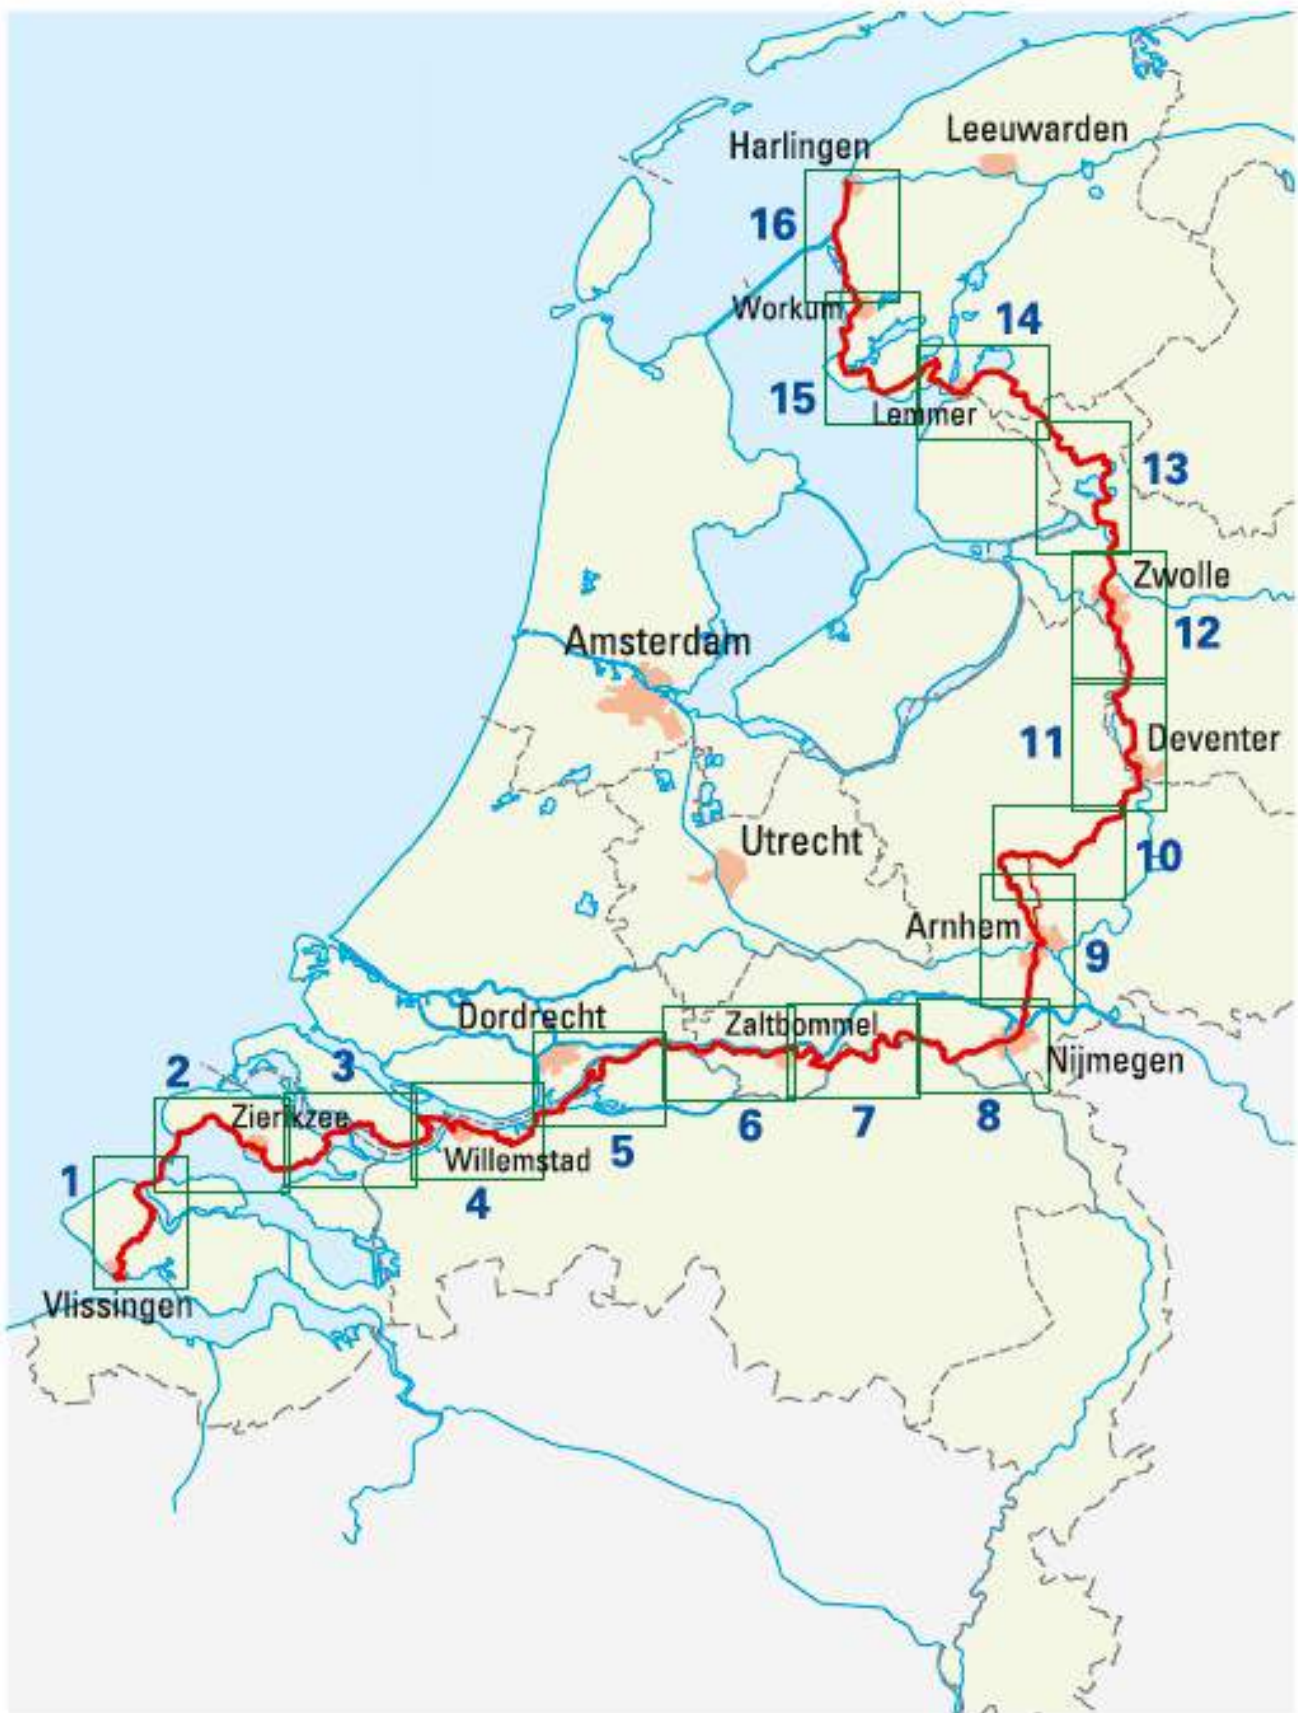 Leeuwarden
Harlingen
16
Workum
14
15
Lemmer
13
Zwolle
12
Amsterdam
11
Deventer
Utrecht
10
Arnhem
9
Dordrecht
Zaltbommel
Nijmegen
2
3
Zierikzee
8
7
6
5
Willemstad
1
4
Vlissingen